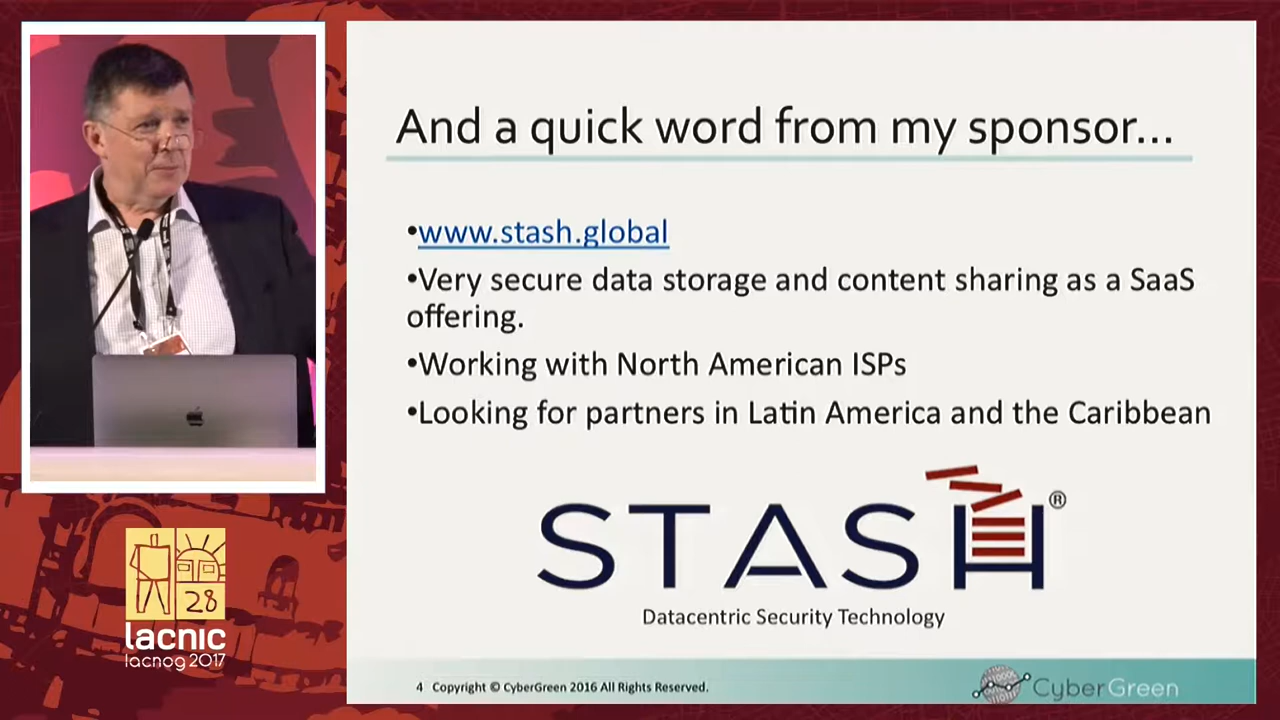 And a quick word from my sponsor...
•www.stash.global
•Very secure data storage and content sharing as a SaaS
offering.
•Working with North American ISPs
•Looking for partners in Latin America and the Caribbean
STASH®
Datacentric Security Technology
4 Copyright © CyberGreen 2016 All Rights Reserved.
CyberGreen
28
lacnic
lacnog 2017